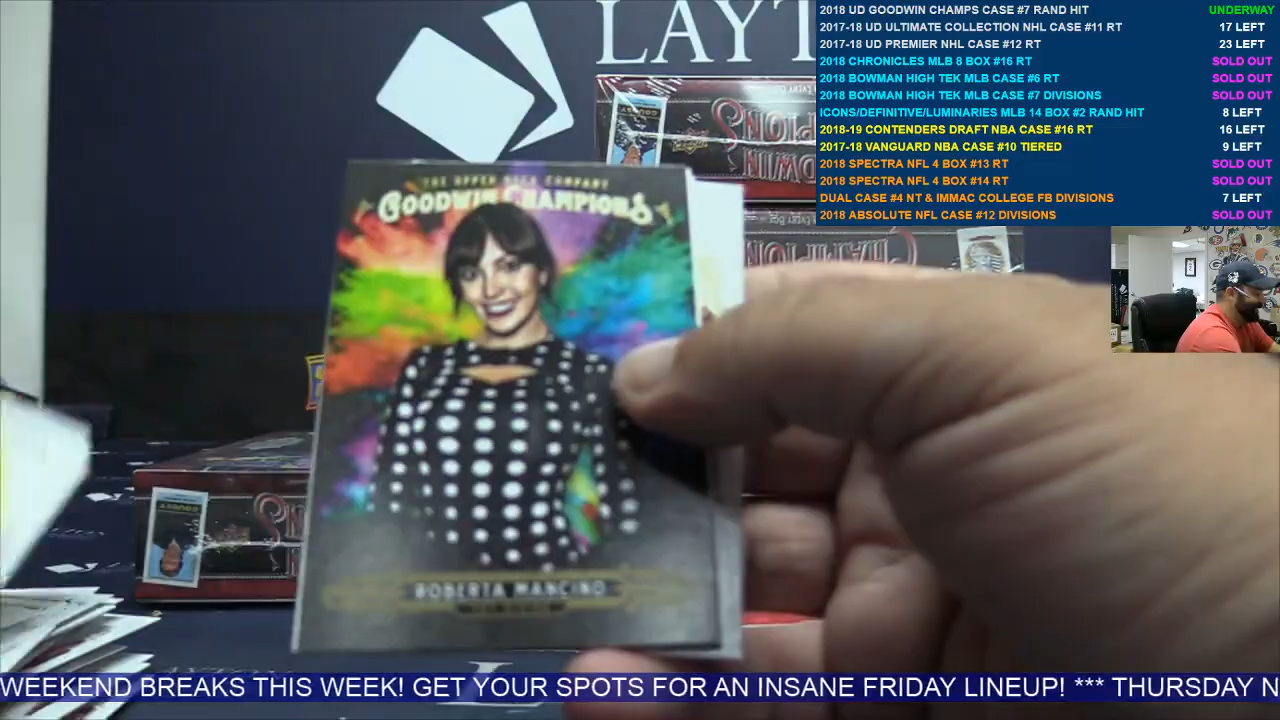 LAYT
2018 UD GOODWIN CHAMPS CASE #7 RAND HIT UNDERWAY
2017-18 UD ULTIMATE COLLECTION NHL CASE #11 RT 17 LEFT
2017-18 UD PREMIER NHL CASE #12 RT 23 LEFT
2018 CHRONICLES MLB 8 BOX #16 RT SOLD OUT
2018 BOWMAN HIGH TEK MLB CASE #6 RT SOLD OUT
2018 BOWMAN HIGH TEK MLB CASE #7 DIVISIONS SOLD OUT
ICONS/DEFINITIVE/LUMINARIES MLB 14 BOX #2 RAND HIT 8 LEFT
2018-19 CONTENDERS DRAFT NBA CASE #16 RT 16 LEFT
2017-18 VANGUARD NBA CASE #10 TIERED 9 LEFT
2018 SPECTRA NFL 4 BOX #13 RT SOLD OUT
2018 SPECTRA NFL 4 BOX #14 RT SOLD OUT
DUAL CASE #4 NT & IMMAC COLLEGE FB DIVISIONS 7 LEFT
2018 ABSOLUTE NFL CASE #12 DIVISIONS SOLD OUT
THE UPPER DECK COMPANY
GOODWIN CHAMPIONS
ROBERTA MANCINO
WEEKEND BREAKS THIS WEEK! GET YOUR SPOTS FOR AN INSANE FRIDAY LINEUP! *** THURSDAY N